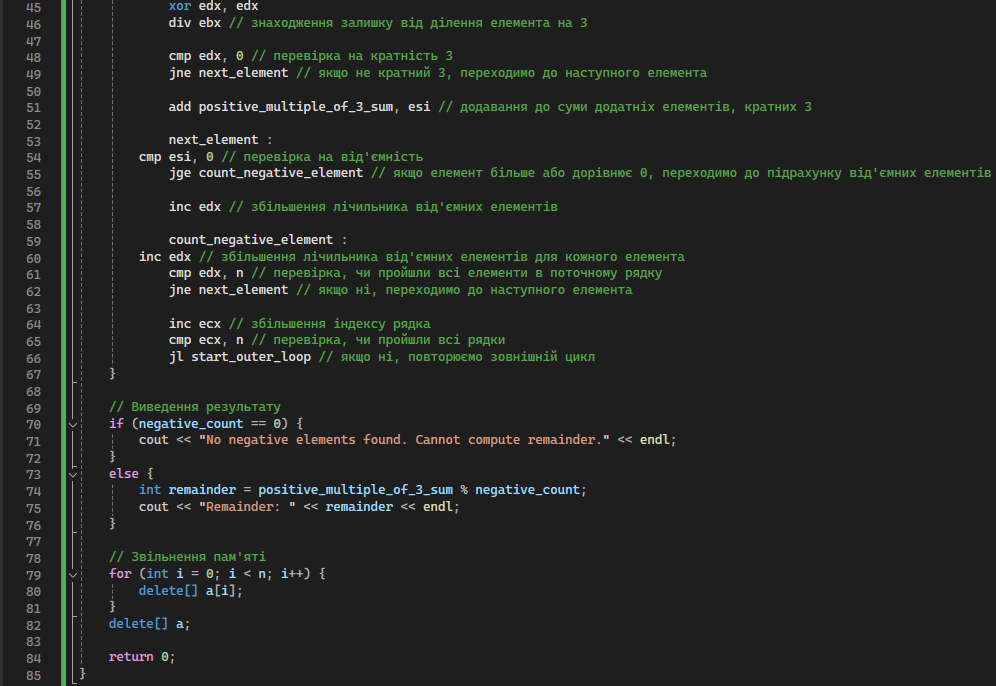 45 xor edx, edx
46 div ebx // знаходження залишку від ділення елемента на 3
47
48 cmp edx, 0 // перевірка на кратність 3
49 jne next_element // якщо не кратний 3, переходимо до наступного елемента
50
51 add positive_multiple_of_3_sum, esi // додавання до суми додатніх елементів, кратних 3
52
53 next_element :
54 cmp esi, 0 // перевірка на від'ємність
55 jge count_negative_element // якщо елемент більше або дорівнює 0, переходимо до підрахунку від'ємних елементів
56
57 inc edx // збільшення лічильника від'ємних елементів
58
59 count_negative_element :
60 inc edx // збільшення лічильника від'ємних елементів для кожного елемента
61 cmp edx, n // перевірка, чи пройшли всі елементи в поточному рядку
62 jne next_element // якщо ні, переходимо до наступного елемента
63
64 inc ecx // збільшення індексу рядка
65 cmp ecx, n // перевірка, чи пройшли всі рядки
66 jl start_outer_loop // якщо ні, повторюємо зовнішній цикл
67 }
68
69 // Виведення результату
70 if (negative_count == 0) {
71 cout << "No negative elements found. Cannot compute remainder." << endl;
72 }
73 else {
74 int remainder = positive_multiple_of_3_sum % negative_count;
75 cout << "Remainder: " << remainder << endl;
76 }
77
78 // Звільнення пам'яті
79 for (int i = 0; i < n; i++) {
80 delete[] a[i];
81 }
82 delete[] a;
83
84 return 0;
85 }